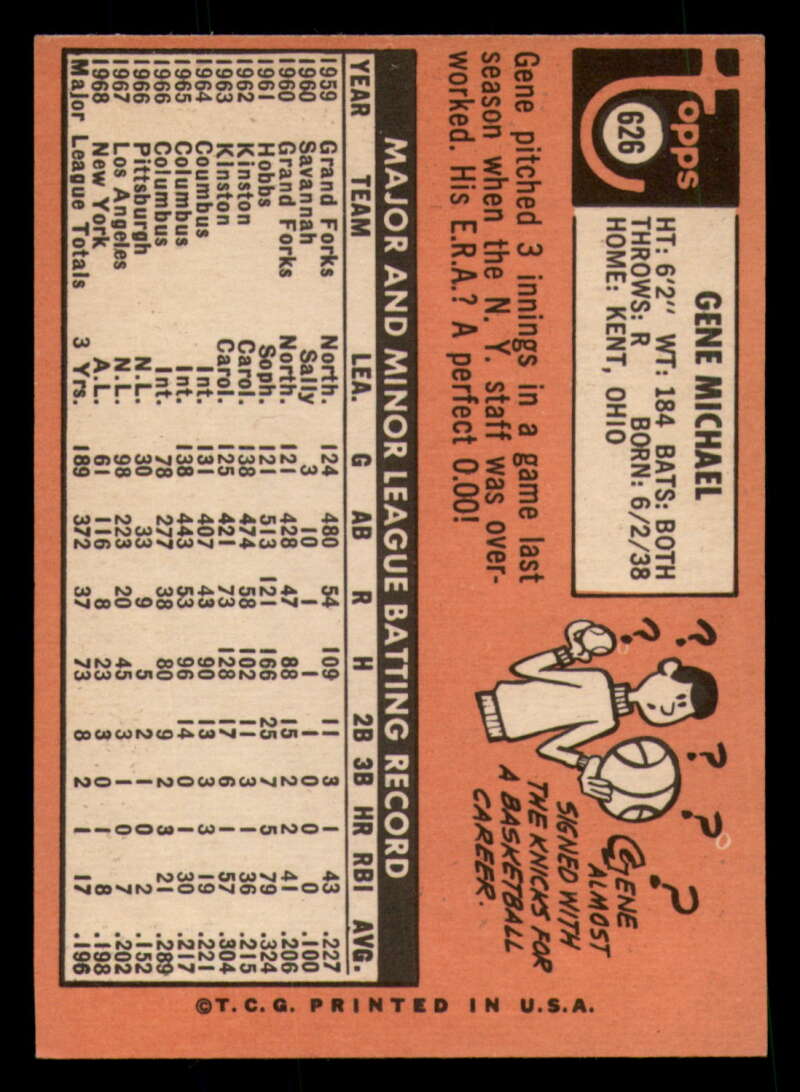 Topps
626
GENE MICHAEL
HT: 6'2" WT: 184 BATS: BOTH
THROWS: R BORN: 6/2/38
HOME: KENT, OHIO
Gene pitched 3 innings in a game last
season when the N. Y. staff was over-
worked. His E.R.A.? A perfect 0.00!
? ? ? ? ?
GENE
ALMOST
SIGNED WITH
THE KNICKS FOR
A BASKETBALL
CAREER.
MAJOR AND MINOR LEAGUE BATTING RECORD
YEAR TEAM LEA. G AB R H 2B 3B HR RBI AVG.
1959 Grand Forks North. 124 480 54 109 11 3 1 43 .227
1960 Savannah Sally 3 10 1 1 1 0 0 0 .100
1960 Grand Forks North. 121 428 47 88 15 2 2 41 .206
1961 Hobbs Soph. 121 513 121 166 25 7 5 79 .324
1962 Kinston Carol. 138 474 58 102 11 3 1 36 .215
1963 Kinston Carol. 125 421 73 128 17 6 1 57 .304
1964 Coumbus Int. 131 407 43 90 13 3 3 19 .221
1965 Columbus Int. 138 443 53 96 14 0 1 30 .217
1966 Columbus Int. 78 277 38 80 9 2 3 21 .289
1966 Pittsburgh N.L. 30 33 9 5 2 1 0 2 .152
1967 Los Angeles N.L. 98 223 20 45 3 1 0 7 .202
1968 New York A.L. 61 116 8 23 3 0 1 8 .198
Major League Totals 3 Yrs. 189 372 37 73 8 2 1 17 .196
©T.C.G. PRINTED IN U.S.A.